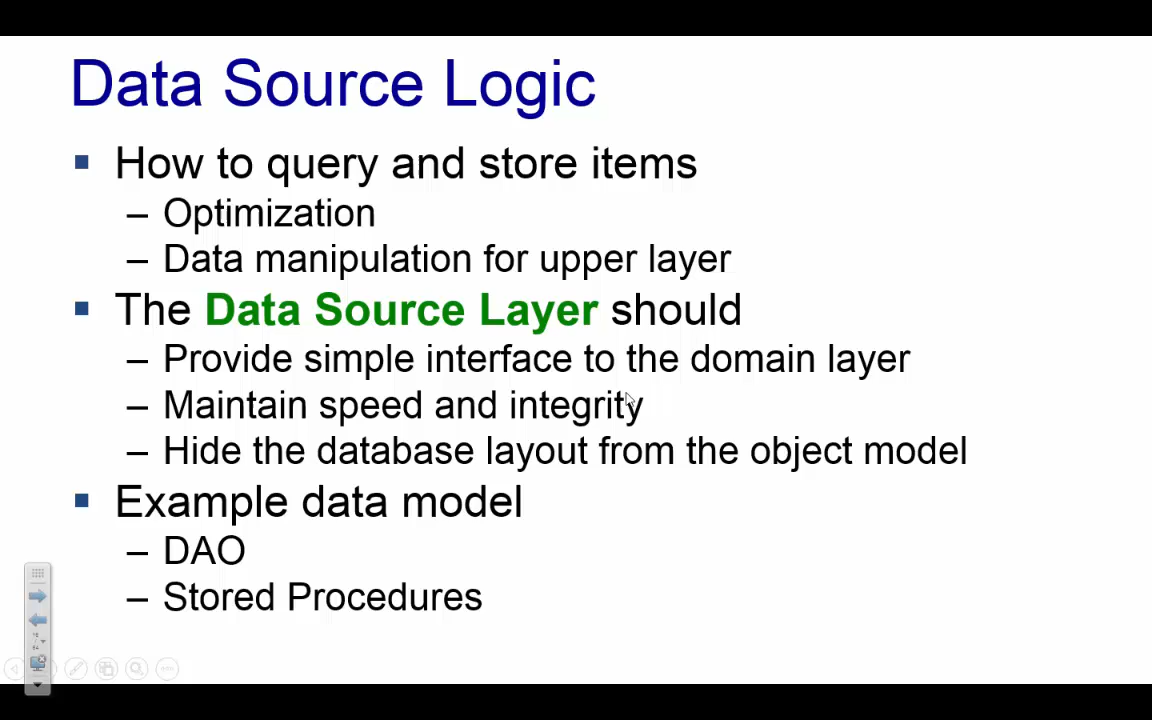 Data Source Logic
▪ How to query and store items
– Optimization
– Data manipulation for upper layer
▪ The Data Source Layer should
– Provide simple interface to the domain layer
– Maintain speed and integrity
– Hide the database layout from the object model
▪ Example data model
– DAO
– Stored Procedures